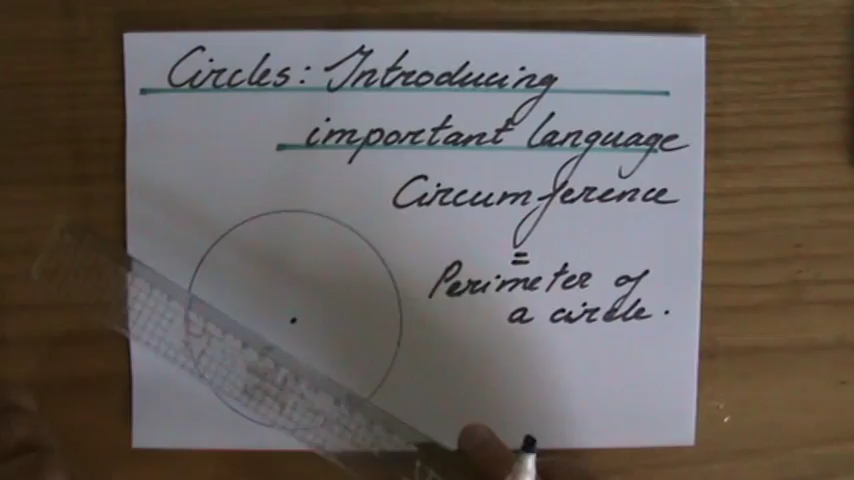 Circles: Introducing
important language
Circumference
=
Perimeter of
a circle.